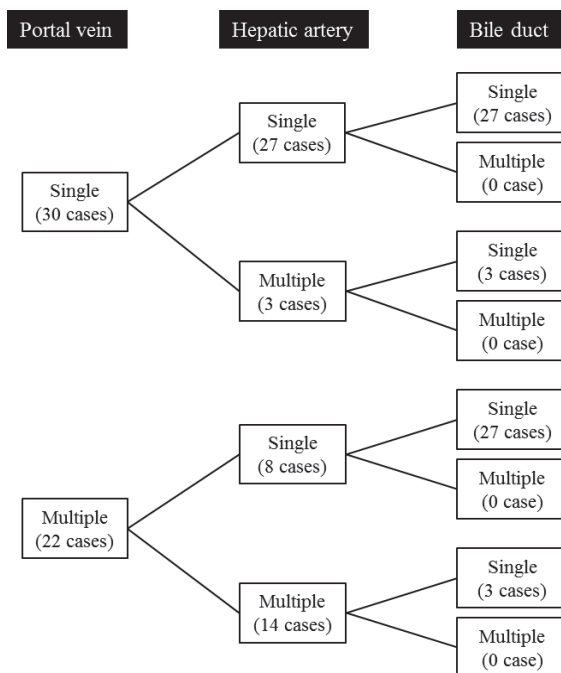 Portal vein
Hepatic artery
Bile duct
Single
(30 cases)
Single
(27 cases)
Single
(27 cases)
Multiple
(0 case)
Multiple
(3 cases)
Single
(3 cases)
Multiple
(0 case)
Multiple
(22 cases)
Single
(8 cases)
Single
(27 cases)
Multiple
(0 case)
Multiple
(14 cases)
Single
(3 cases)
Multiple
(0 case)